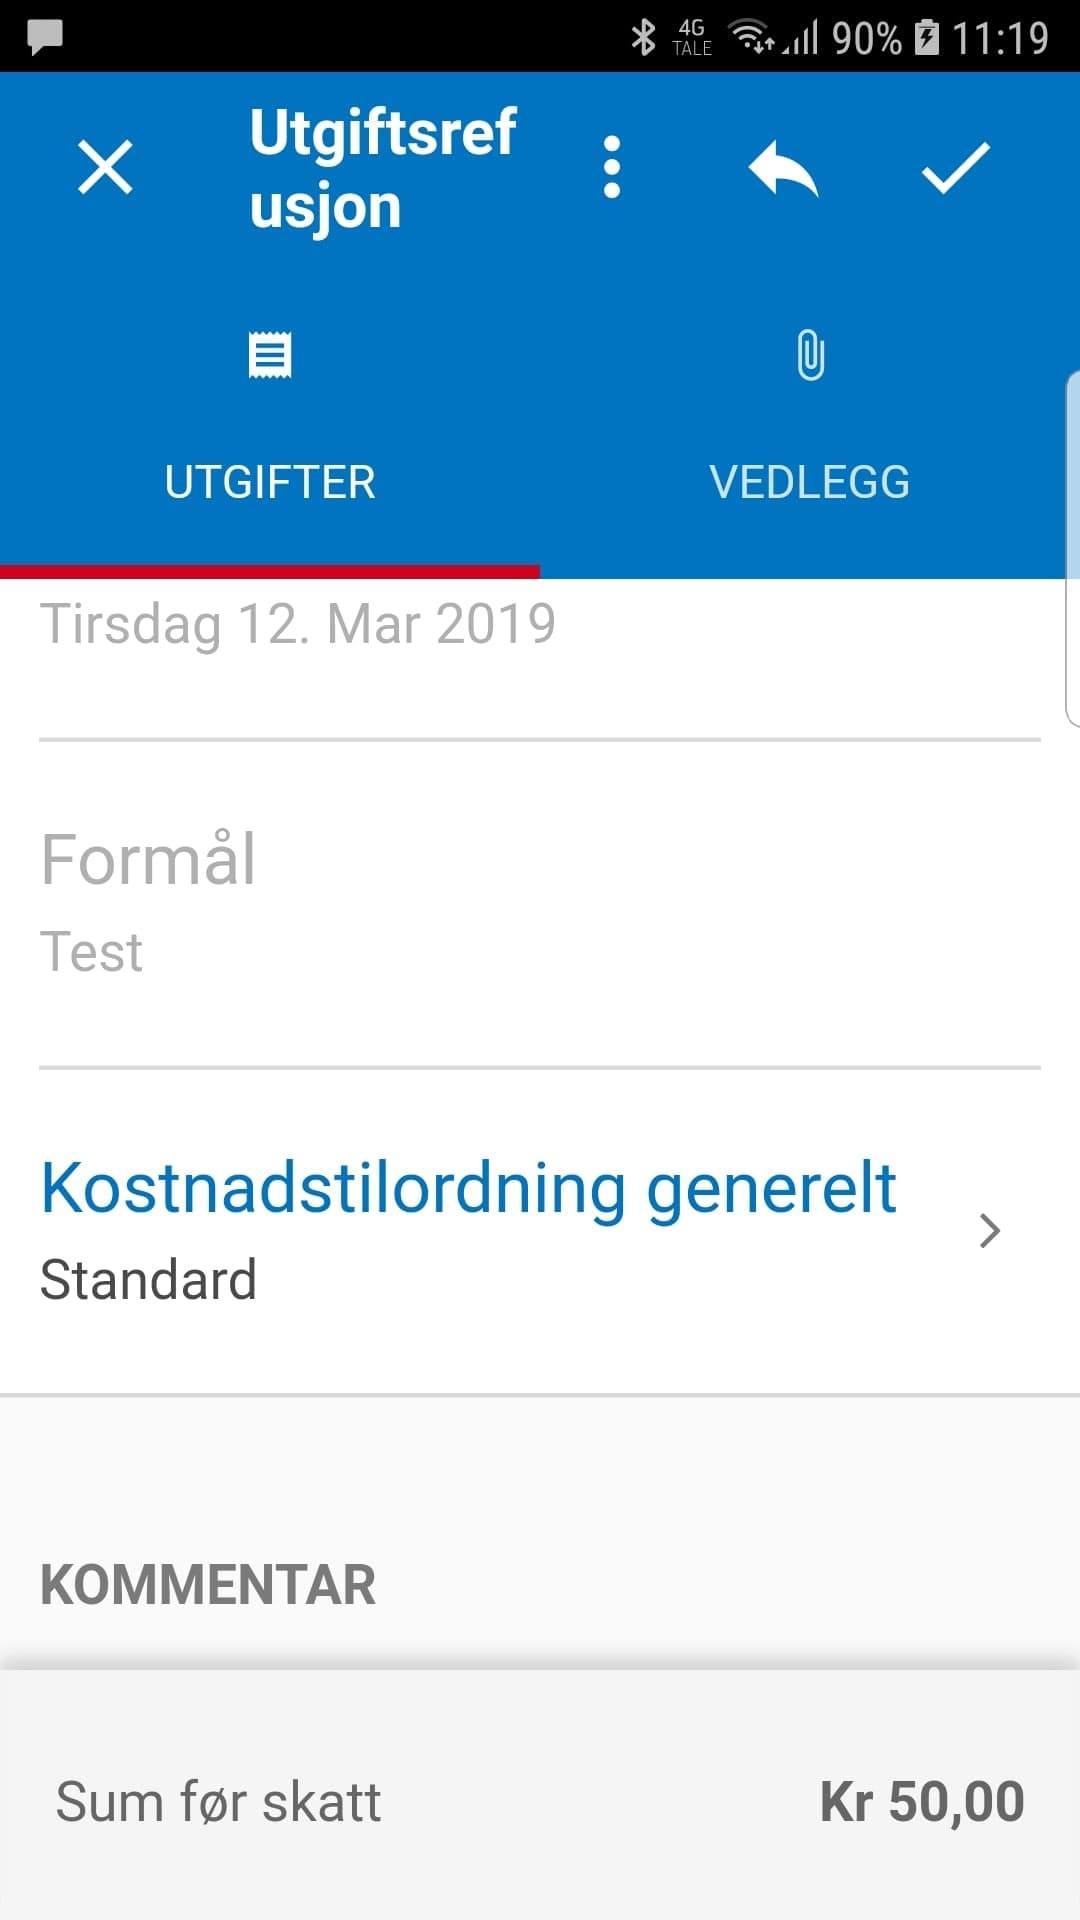 4G
TALE
90%
11:19
Utgiftsref
usjon
UTGIFTER
VEDLEGG
Tirsdag 12. Mar 2019
Formål
Test
Kostnadstilordning generelt
Standard
KOMMENTAR
Sum før skatt
Kr 50,00